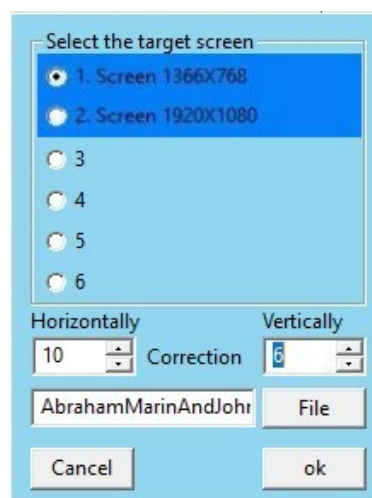 Select the target screen
1. Screen 1366X768
2. Screen 1920X1080
3
4
5
6
Horizontally Vertically
10 Correction 6
AbrahamMarinAndJohr File
Cancel ok